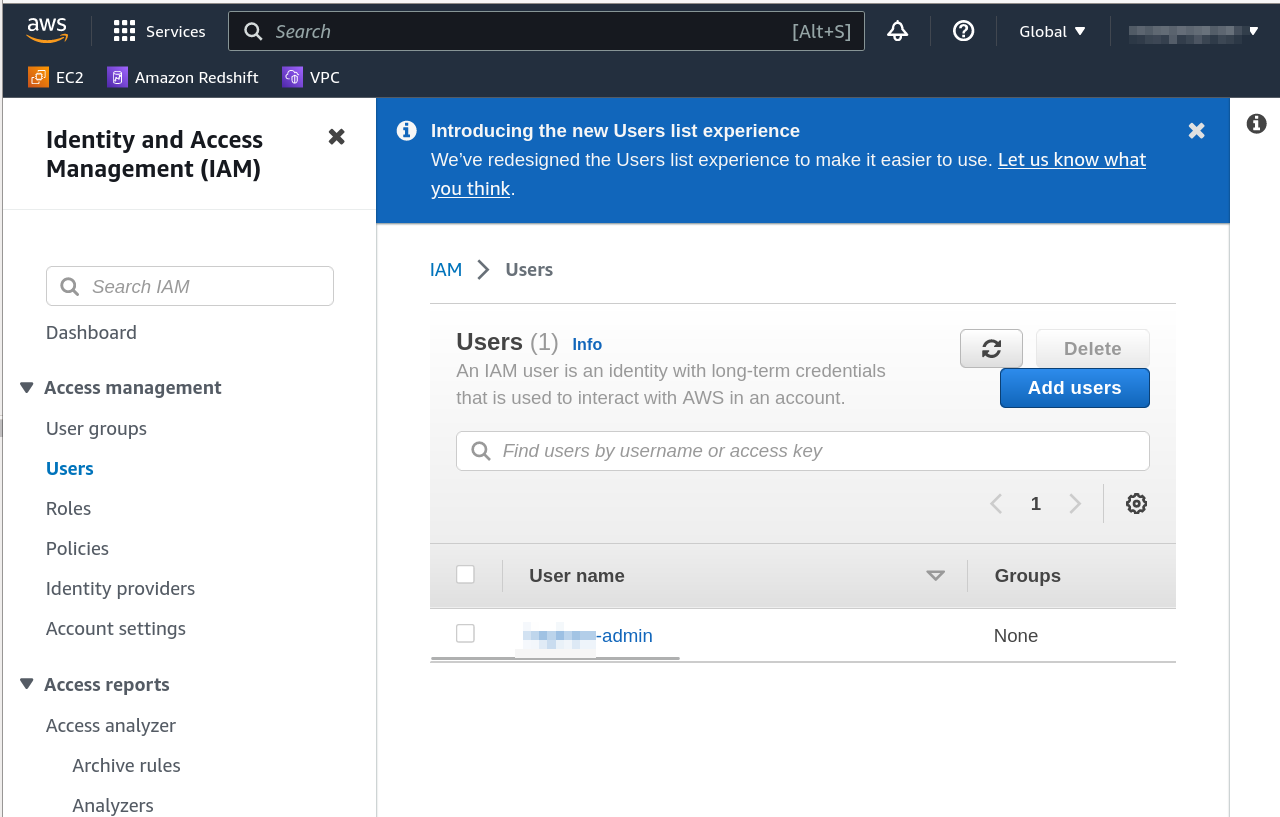 aws
Services
Search [Alt+S]
Global
EC2 Amazon Redshift VPC
Identity and Access
Management (IAM)
Search IAM
Dashboard
Access management
User groups
Users
Roles
Policies
Identity providers
Account settings
Access reports
Access analyzer
Archive rules
Analyzers
Introducing the new Users list experience
We’ve redesigned the Users list experience to make it easier to use. Let us know what
you think.
IAM Users
Users (1) Info
An IAM user is an identity with long-term credentials
that is used to interact with AWS in an account.
Delete
Add users
Find users by username or access key
1
User name Groups
-admin None